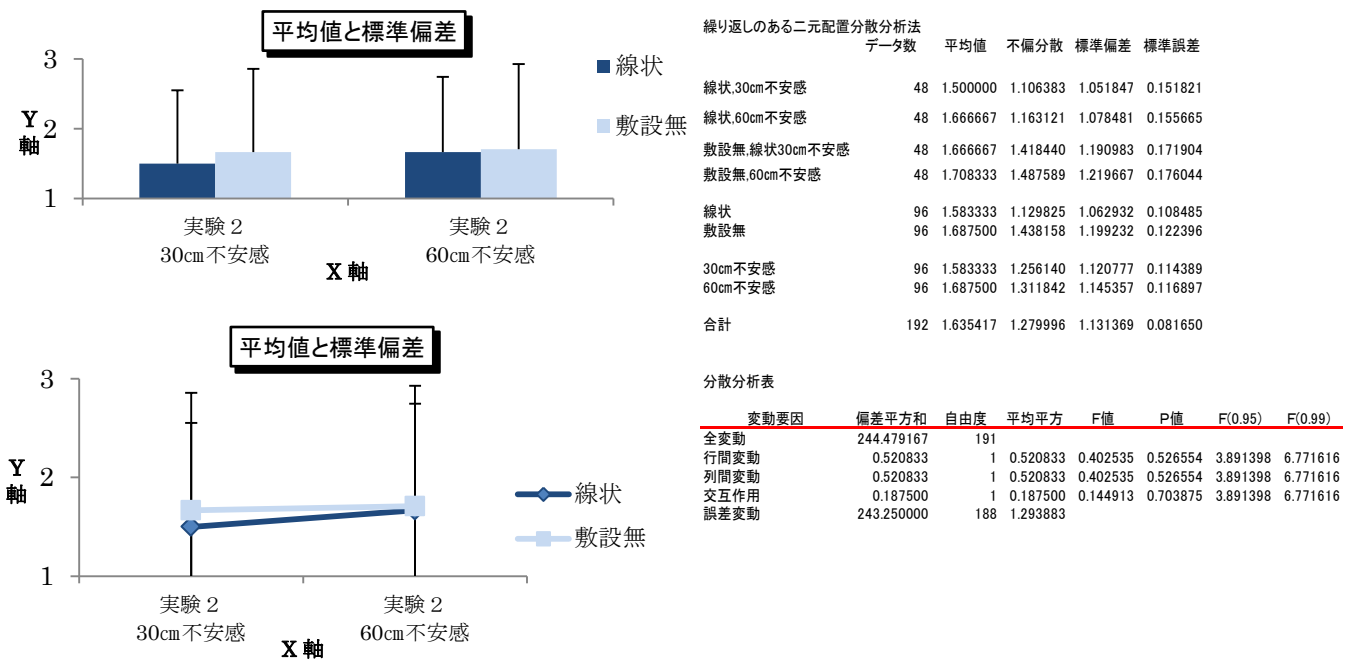 平均値と標準偏差
3
2
1
Y
軸
線状
敷設無
実験２
30㎝不安感
実験２
60㎝不安感
X 軸
平均値と標準偏差
3
2
1
Y
軸
線状
敷設無
実験２
30㎝不安感
実験２
60㎝不安感
X 軸
繰り返しのある二元配置分散分析法
データ数 平均値 不偏分散 標準偏差 標準誤差
線状,30㎝不安感 48 1.500000 1.106383 1.051847 0.151821
線状,60㎝不安感 48 1.666667 1.163121 1.078481 0.155665
敷設無,線状30㎝不安感 48 1.666667 1.418440 1.190983 0.171904
敷設無,60㎝不安感 48 1.708333 1.487589 1.219667 0.176044
線状 96 1.583333 1.129825 1.062932 0.108485
敷設無 96 1.687500 1.438158 1.199232 0.122396
30㎝不安感 96 1.583333 1.256140 1.120777 0.114389
60㎝不安感 96 1.687500 1.311842 1.145357 0.116897
合計 192 1.635417 1.279996 1.131369 0.081650
分散分析表
変動要因 偏差平方和 自由度 平均平方 F値 P値 F(0.95) F(0.99)
全変動 244.479167 191
行間変動 0.520833 1 0.520833 0.402535 0.526554 3.891398 6.771616
列間変動 0.520833 1 0.520833 0.402535 0.526554 3.891398 6.771616
交互作用 0.187500 1 0.187500 0.144913 0.703875 3.891398 6.771616
誤差変動 243.250000 188 1.293883